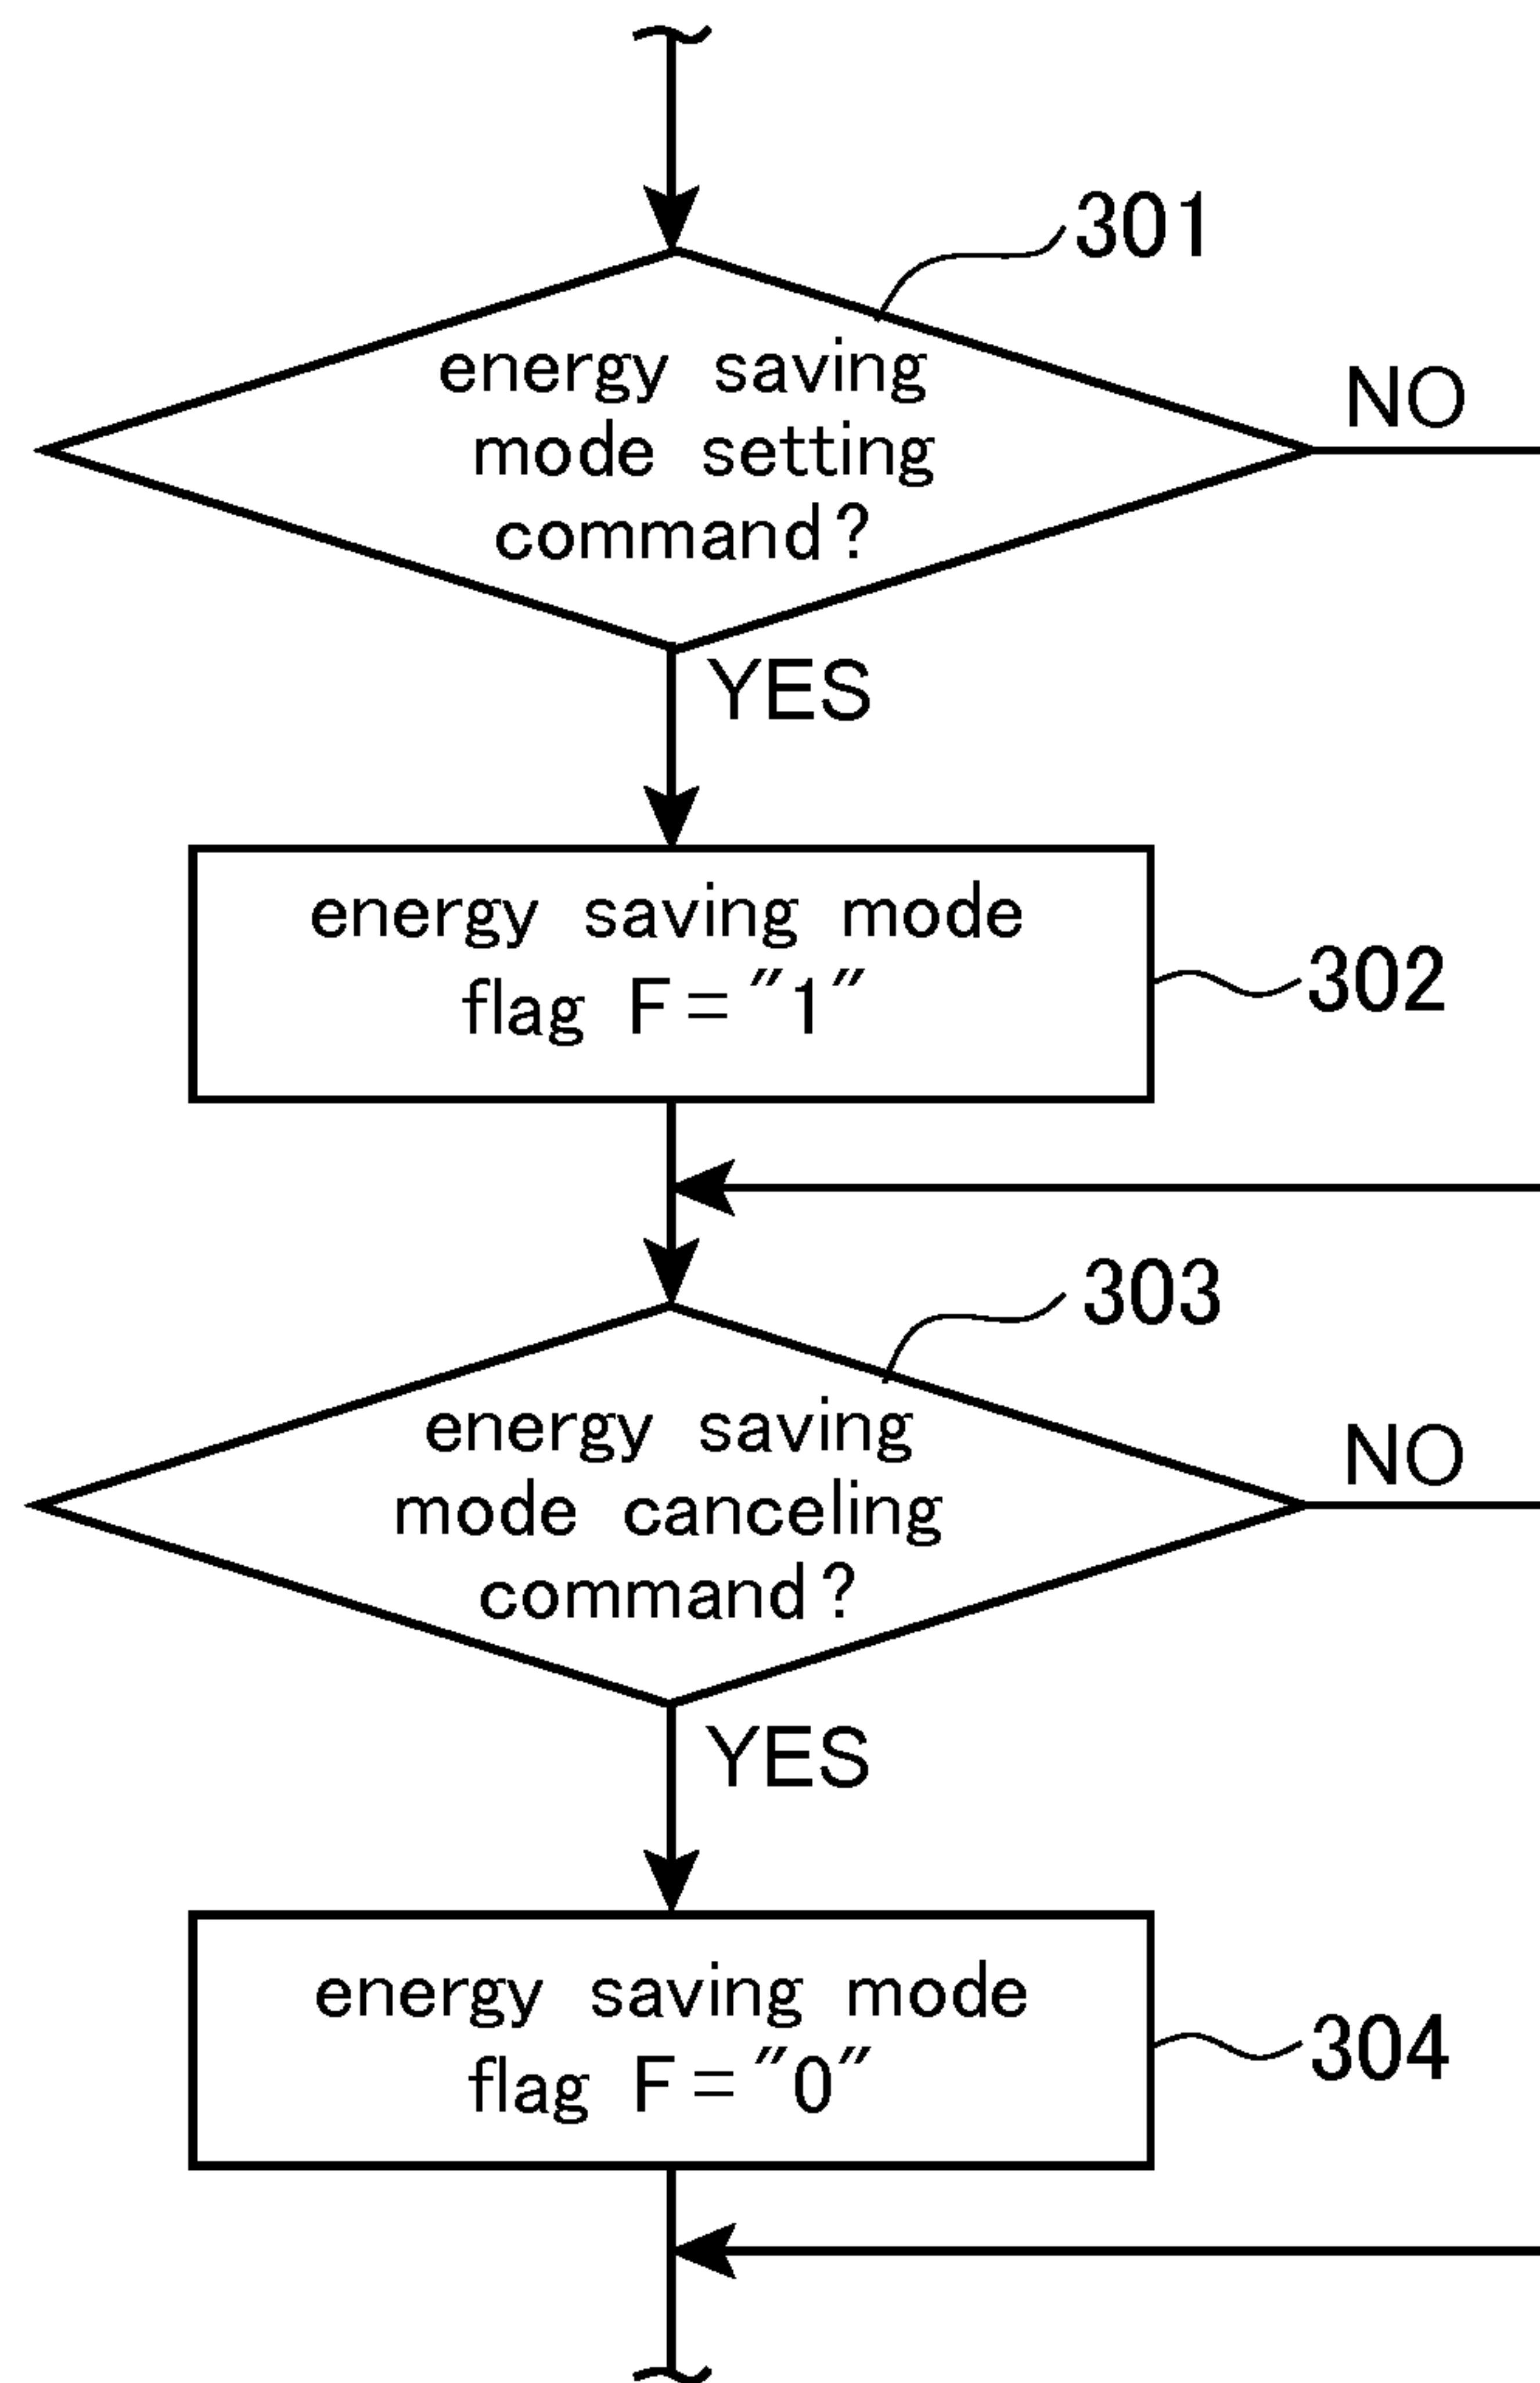 301
energy saving
mode setting
command?
NO
YES
energy saving mode
flag F="1"
302
303
energy saving
mode canceling
command?
NO
YES
energy saving mode
flag F="0"
304